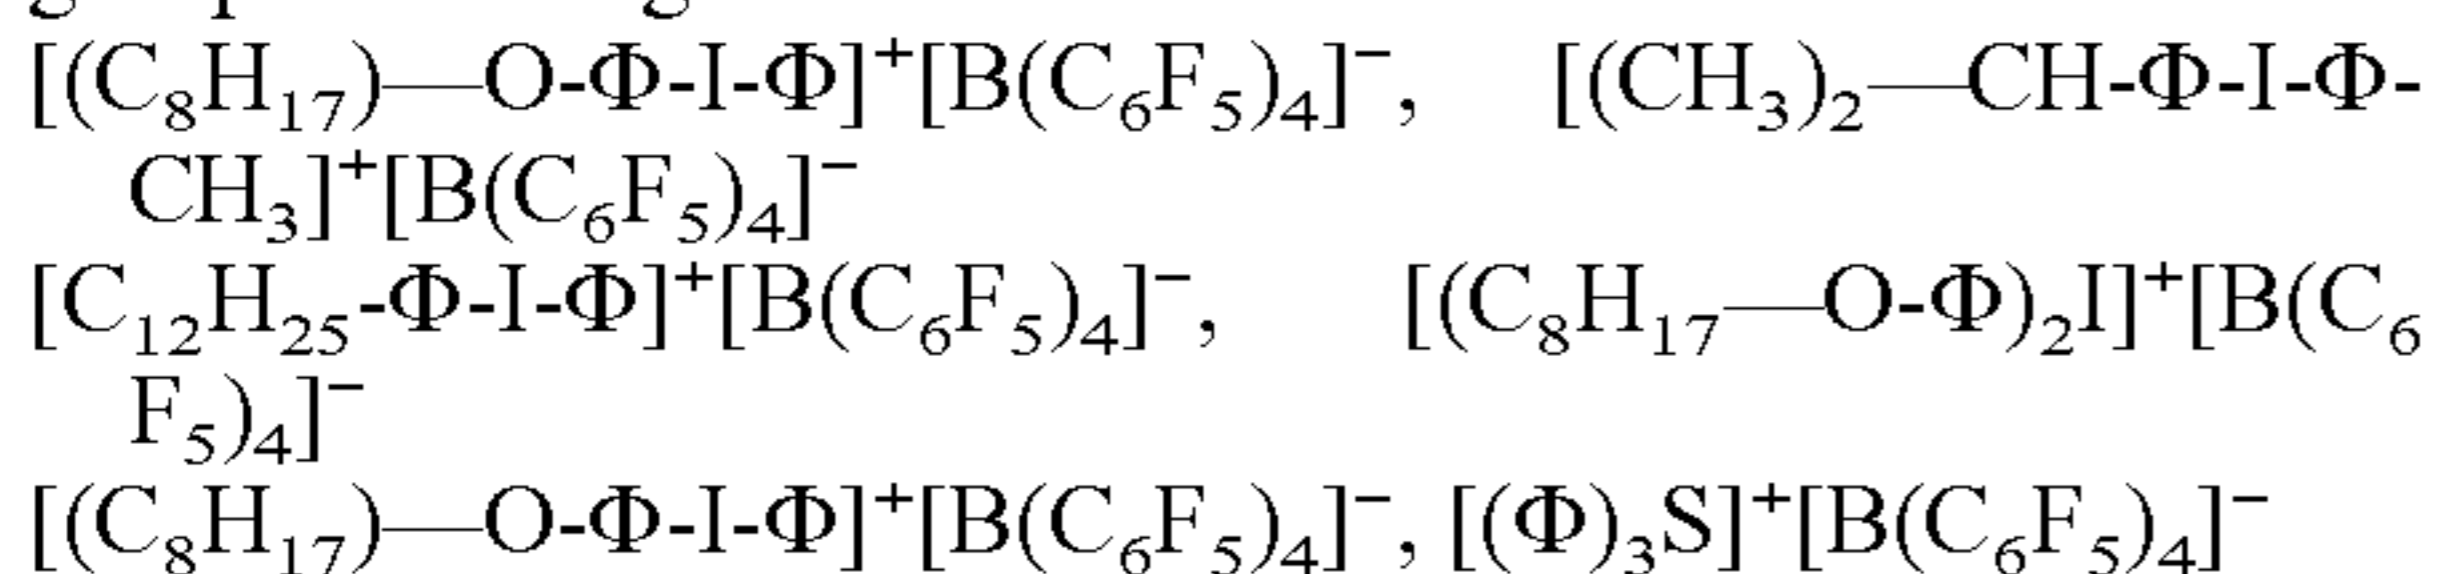 [(C₈H₁₇)—O-Φ-I-Φ]⁺[B(C₆F₅)₄]⁻, [(CH₃)₂—CH-Φ-I-Φ-
CH₃]⁺[B(C₆F₅)₄]⁻
[C₁₂H₂₅-Φ-I-Φ]⁺[B(C₆F₅)₄]⁻, [(C₈H₁₇—O-Φ)₂I]⁺[B(C₆
F₅)₄]⁻
[(C₈H₁₇)—O-Φ-I-Φ]⁺[B(C₆F₅)₄]⁻, [(Φ)₃S]⁺[B(C₆F₅)₄]⁻